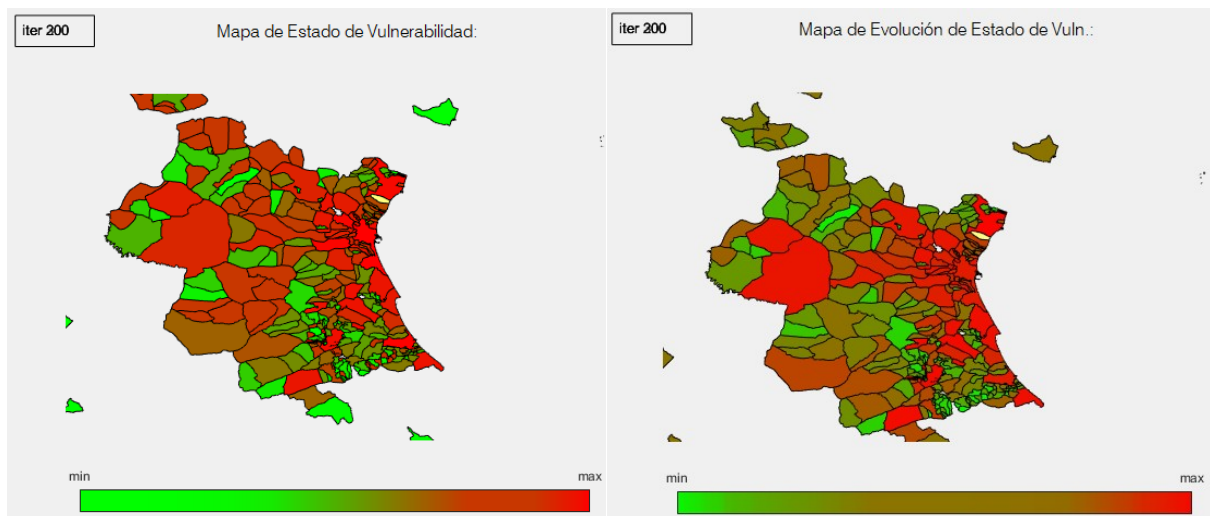 iter 200
Mapa de Estado de Vulnerabilidad:
min
max
iter 200
Mapa de Evolución de Estado de Vuln.:
min
max